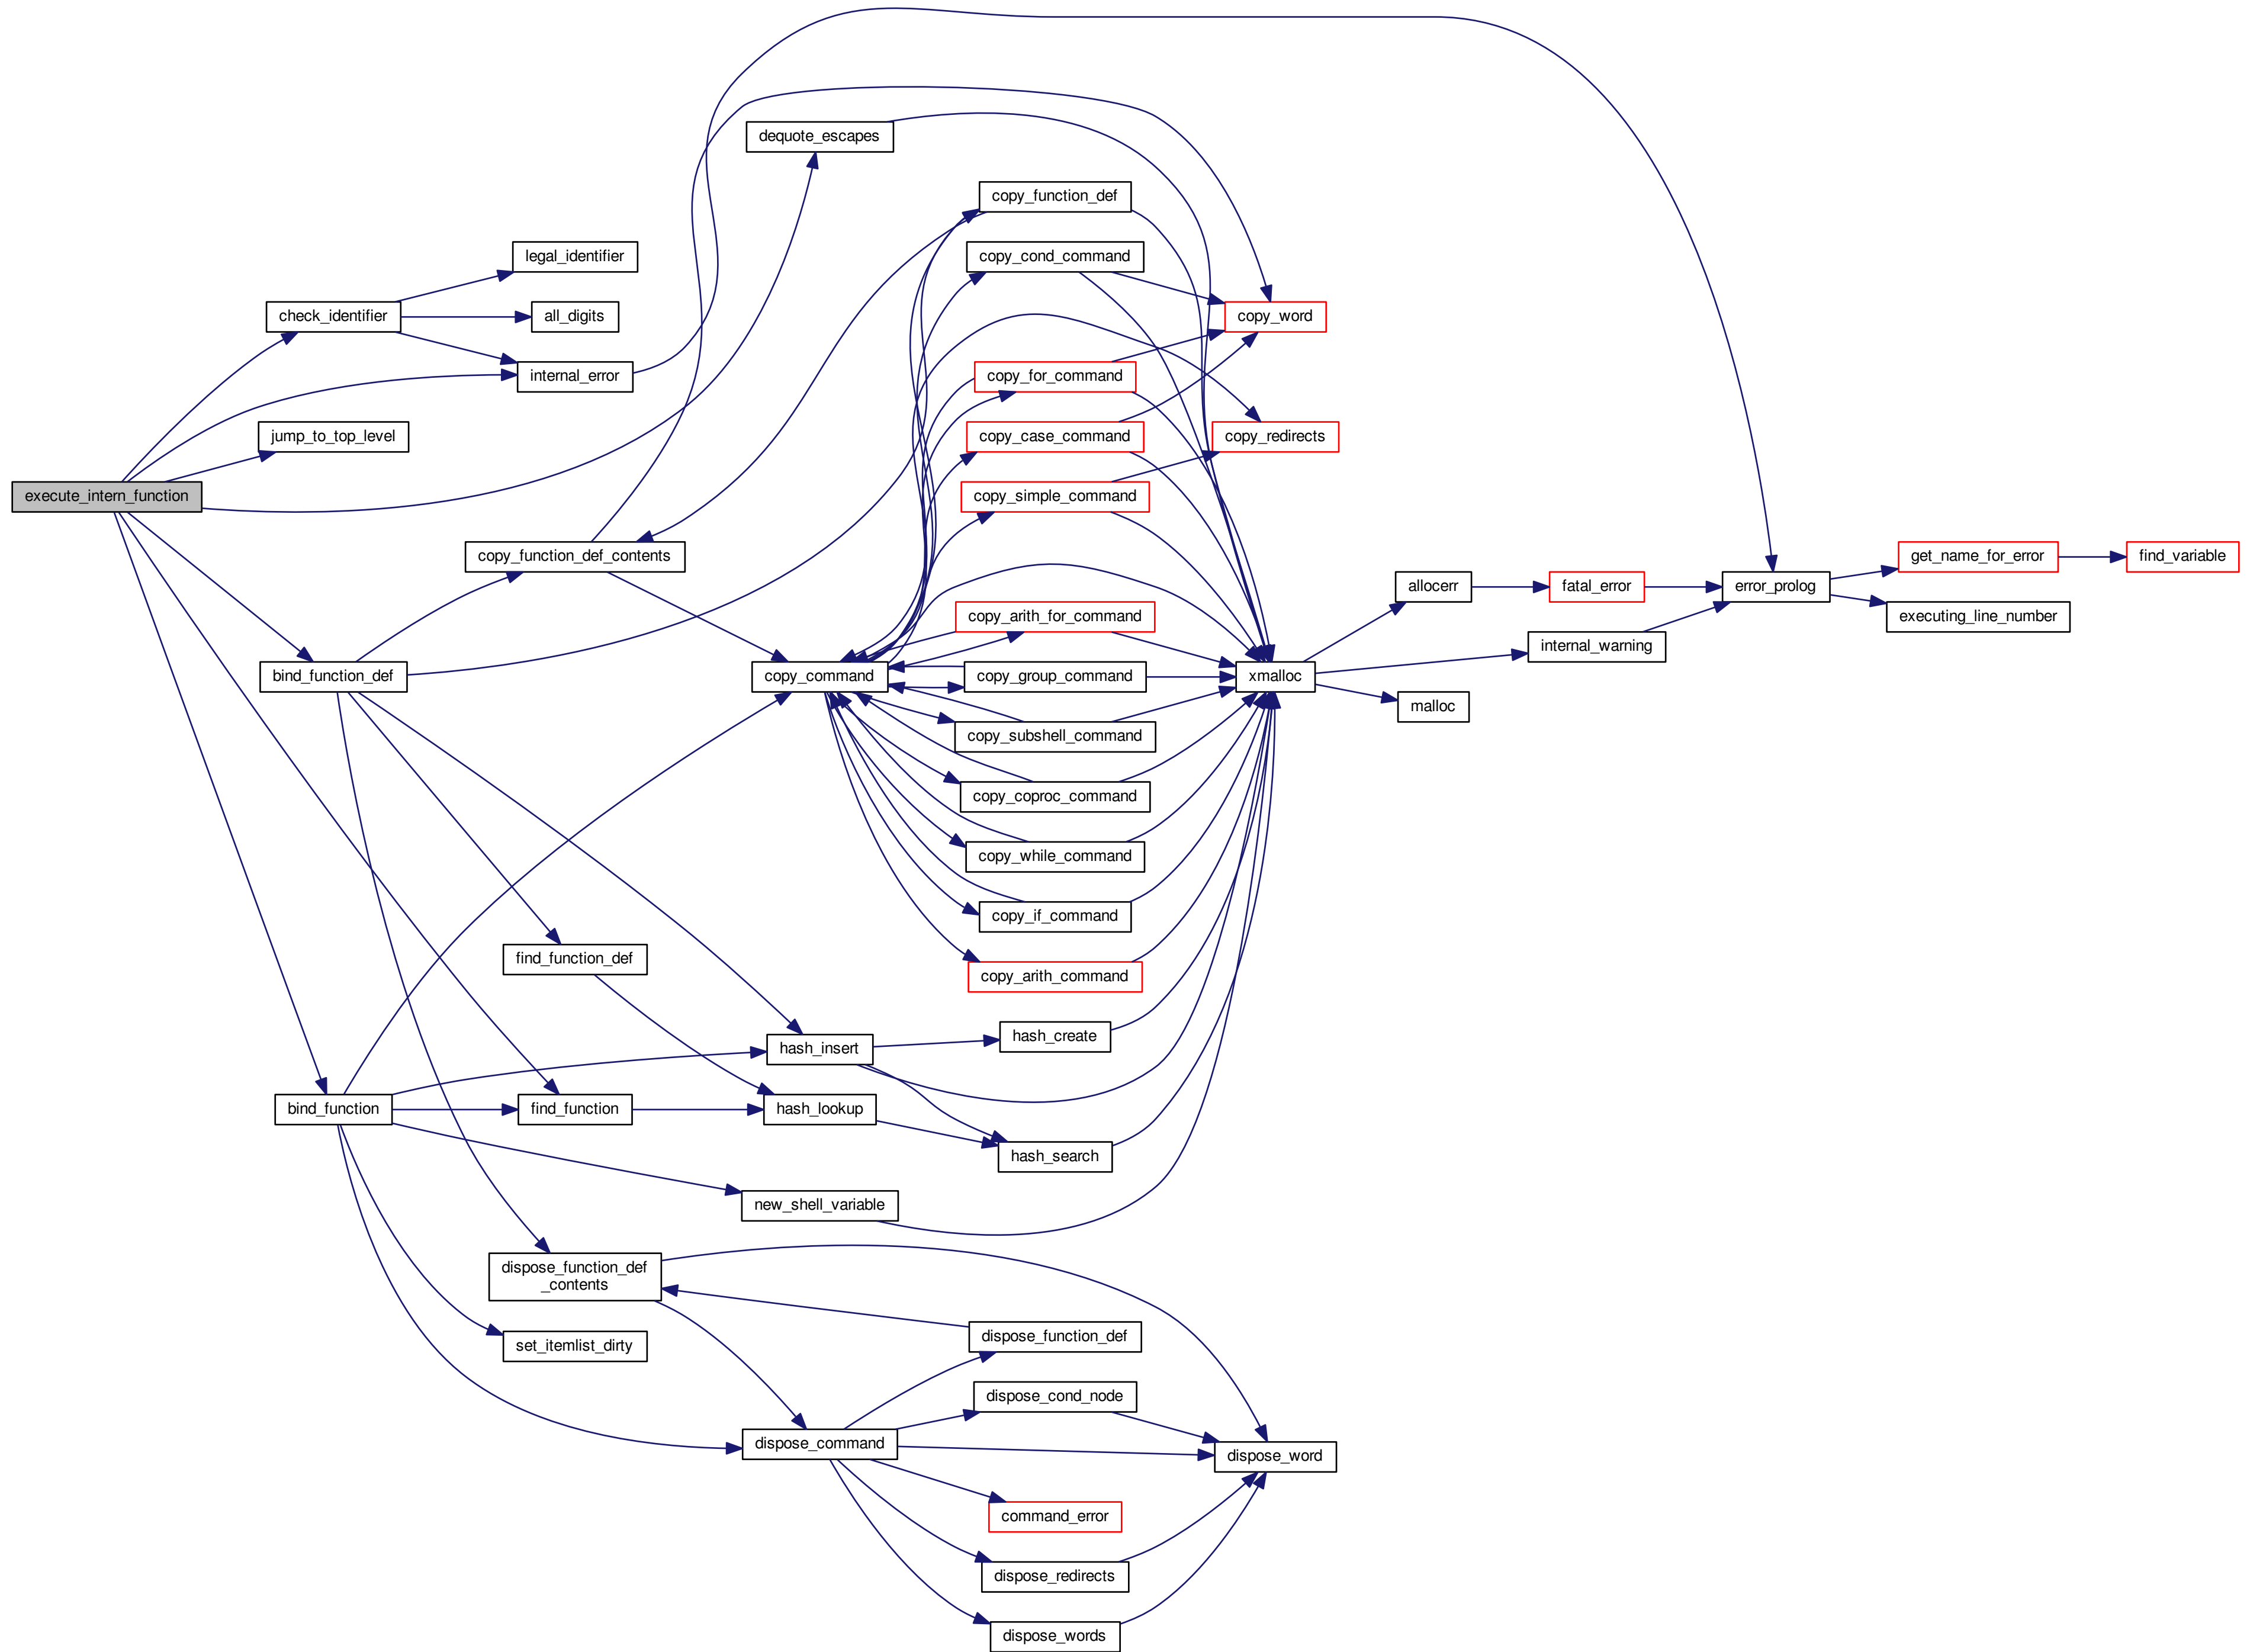 execute_intern_function
check_identifier
jump_to_top_level
bind_function_def
bind_function
legal_identifier
all_digits
internal_error
copy_function_def_contents
find_function_def
find_function
dispose_function_def
_contents
set_itemlist_dirty
dequote_escapes
copy_command
hash_insert
hash_lookup
new_shell_variable
dispose_command
copy_function_def
copy_cond_command
copy_for_command
copy_case_command
copy_simple_command
copy_arith_for_command
copy_group_command
copy_subshell_command
copy_coproc_command
copy_while_command
copy_if_command
copy_arith_command
hash_create
hash_search
dispose_function_def
dispose_cond_node
command_error
dispose_redirects
dispose_words
copy_word
copy_redirects
xmalloc
dispose_word
allocerr
malloc
fatal_error
internal_warning
error_prolog
get_name_for_error
executing_line_number
find_variable